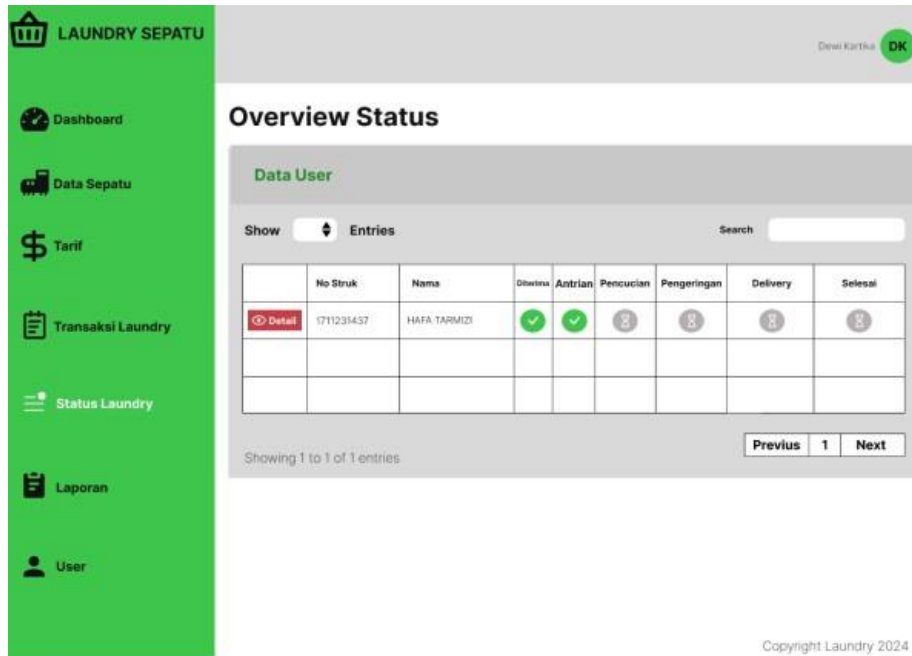 LAUNDRY SEPATU
Dewi Kartika DK
Dashboard
Data Sepatu
Tarif
Transaksi Laundry
Status Laundry
Laporan
User
Overview Status
Data User
Show Entries Search
No Struk Nama Diterima Antrian Pencucian Pengeringan Delivery Selesai
Detail 1711231437 HAFA TARMIZI
Showing 1 to 1 of 1 entries
Previus 1 Next
Copyright Laundry 2024